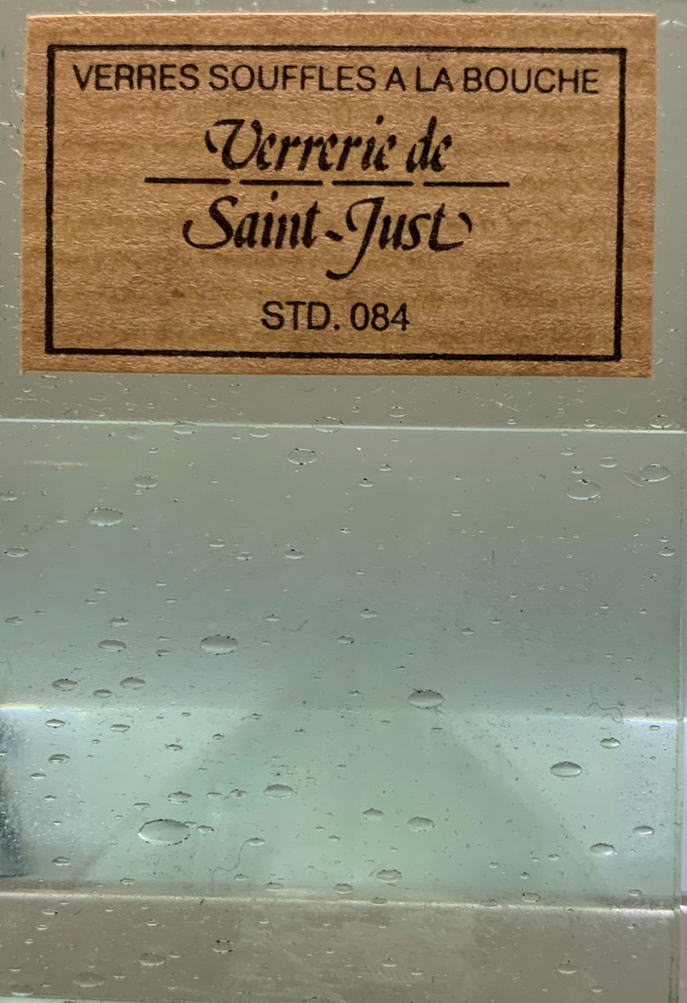 VERRES SOUFFLES A LA BOUCHE
Verrerie de
Saint-Just
STD. 084